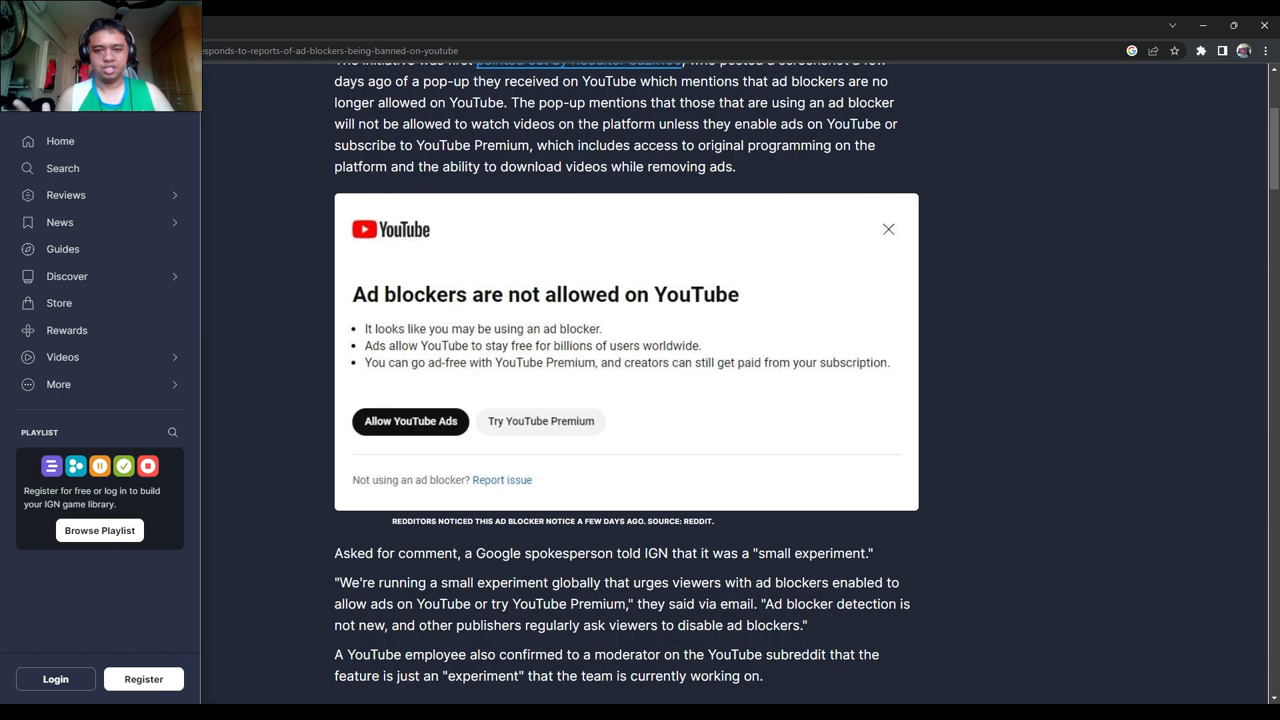 esponds-to-reports-of-ad-blockers-being-banned-on-youtube
Home
Search
Reviews
News
Guides
Discover
Store
Rewards
Videos
More
PLAYLIST
Register for free or log in to build
your IGN game library.
Browse Playlist
Login
Register
The initiative was first pointed out by Redditor, who posted a screenshot a few
days ago of a pop-up they received on YouTube which mentions that ad blockers are no
longer allowed on YouTube. The pop-up mentions that those that are using an ad blocker
will not be allowed to watch videos on the platform unless they enable ads on YouTube or
subscribe to YouTube Premium, which includes access to original programming on the
platform and the ability to download videos while removing ads.
YouTube
Ad blockers are not allowed on YouTube
• It looks like you may be using an ad blocker.
• Ads allow YouTube to stay free for billions of users worldwide.
• You can go ad-free with YouTube Premium, and creators can still get paid from your subscription.
Allow YouTube Ads
Try YouTube Premium
Not using an ad blocker? Report issue
REDDITORS NOTICED THIS AD BLOCKER NOTICE A FEW DAYS AGO. SOURCE: REDDIT.
Asked for comment, a Google spokesperson told IGN that it was a "small experiment."
"We're running a small experiment globally that urges viewers with ad blockers enabled to
allow ads on YouTube or try YouTube Premium," they said via email. "Ad blocker detection is
not new, and other publishers regularly ask viewers to disable ad blockers."
A YouTube employee also confirmed to a moderator on the YouTube subreddit that the
feature is just an "experiment" that the team is currently working on.